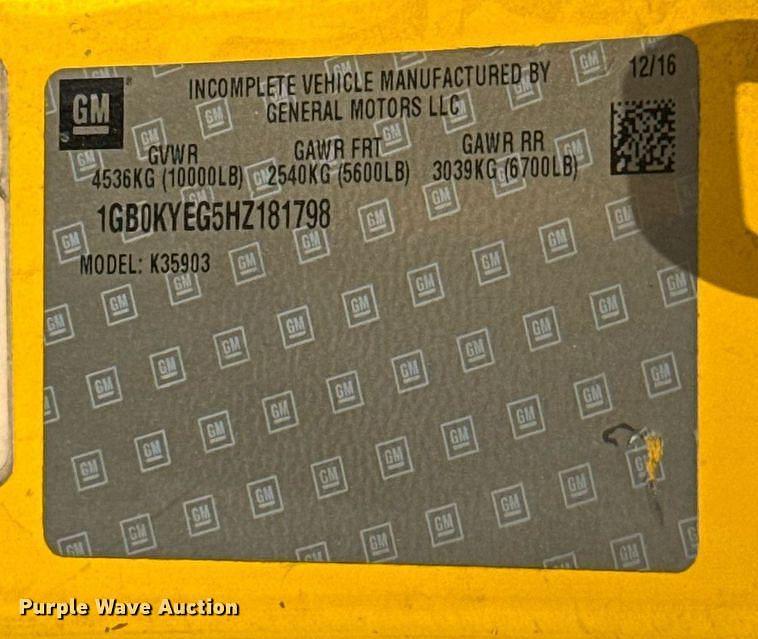 GM
INCOMPLETE VEHICLE MANUFACTURED BY
GENERAL MOTORS LLC
12/16
GVWR GAWR FRT GAWR RR
4536KG (10000LB) 2540KG (5600LB) 3039KG (6700LB)
1GB0KYEG5HZ181798
MODEL: K35903
Purple Wave Auction